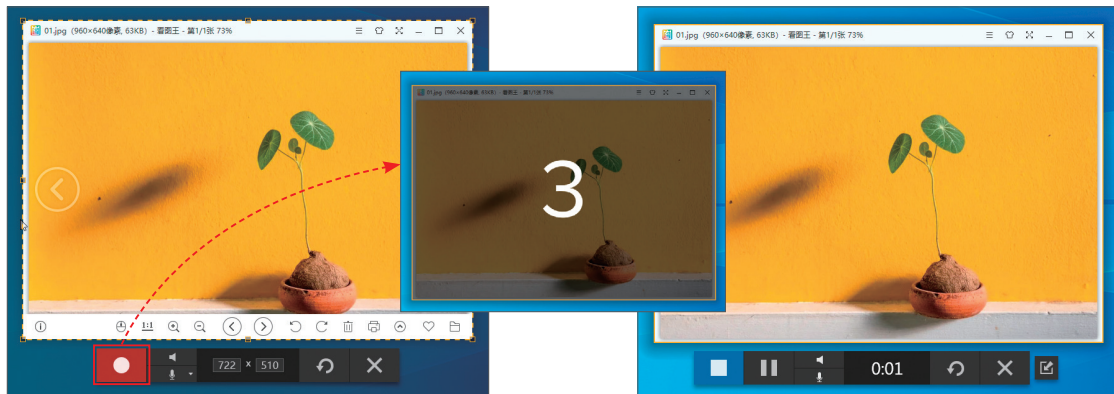 01.jpg (960×640像素, 63KB) - 看图王 - 第1/1张 73%
1:1
722 x 510
01.jpg (960×640像素, 63KB) - 看图王 - 第1/1张 73%
3
01.jpg (960×640像素, 63KB) - 看图王 - 第1/1张 73%
0:01